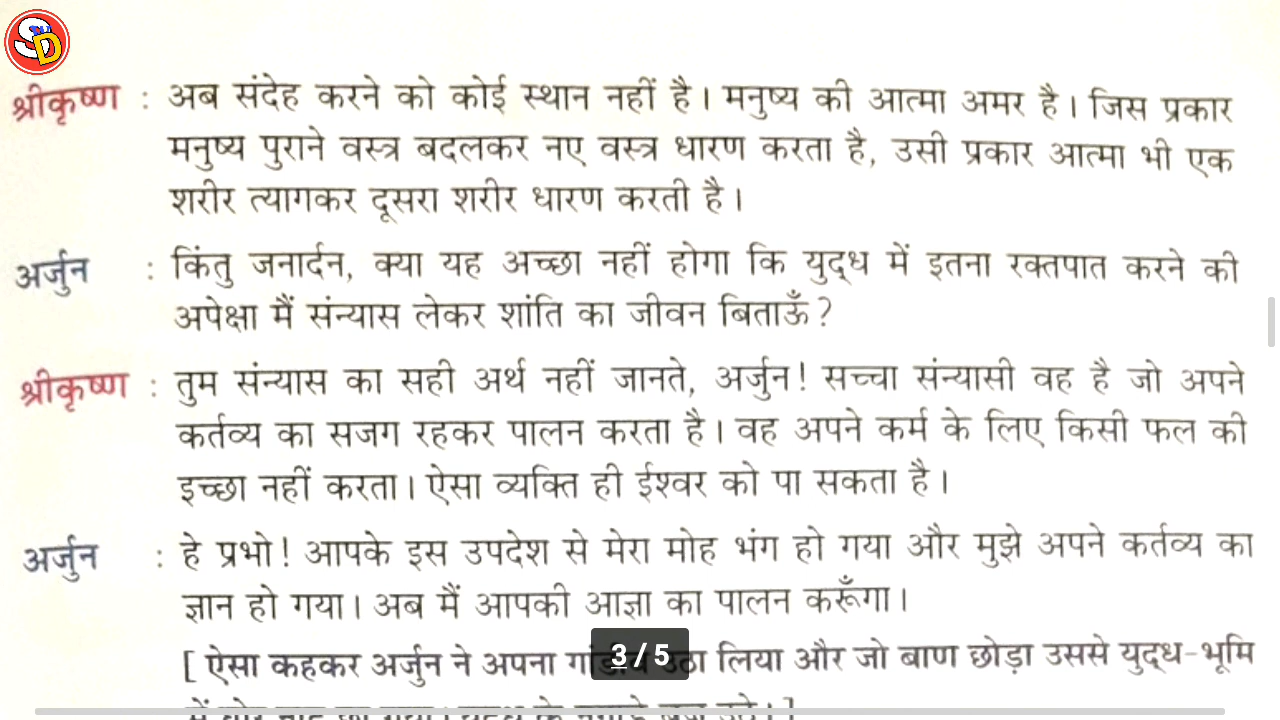 SD
श्रीकृष्ण : अब संदेह करने को कोई स्थान नहीं है। मनुष्य की आत्मा अमर है। जिस प्रकार
मनुष्य पुराने वस्त्र बदलकर नए वस्त्र धारण करता है, उसी प्रकार आत्मा भी एक
शरीर त्यागकर दूसरा शरीर धारण करती है।
अर्जुन : किंतु जनार्दन, क्या यह अच्छा नहीं होगा कि युद्ध में इतना रक्तपात करने की
अपेक्षा मैं संन्यास लेकर शांति का जीवन बिताऊँ?
श्रीकृष्ण : तुम संन्यास का सही अर्थ नहीं जानते, अर्जुन! सच्चा संन्यासी वह है जो अपने
कर्तव्य का सजग रहकर पालन करता है। वह अपने कर्म के लिए किसी फल की
इच्छा नहीं करता। ऐसा व्यक्ति ही ईश्वर को पा सकता है।
अर्जुन : हे प्रभो! आपके इस उपदेश से मेरा मोह भंग हो गया और मुझे अपने कर्तव्य का
ज्ञान हो गया। अब मैं आपकी आज्ञा का पालन करूँगा।
[ ऐसा कहकर अर्जुन ने अपना उठा लिया और जो बाण छोड़ा उससे युद्ध-भूमि
3 / 5